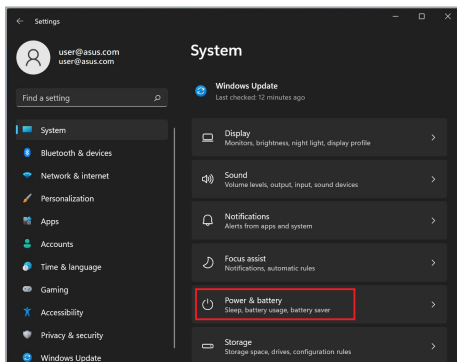 Settings
user@asus.com
user@asus.com
Find a setting
System
Bluetooth & devices
Network & internet
Personalization
Apps
Accounts
Time & language
Gaming
Accessibility
Privacy & security
Windows Update
System
Windows Update
Last checked: 12 minutes ago
Display
Monitors, brightness, night light, display profile
Sound
Volume levels, output, input, sound devices
Notifications
Alerts from apps and system
Focus assist
Notifications, automatic rules
Power & battery
Sleep, battery usage, battery saver
Storage
Storage space, drives, configuration rules